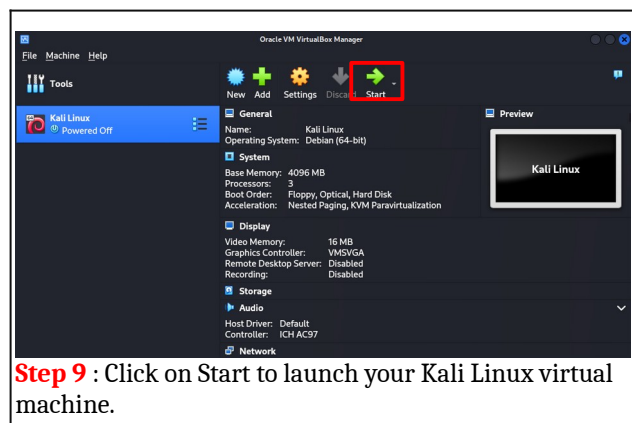 Oracle VM VirtualBox Manager
File Machine Help
Tools
New Add Settings Discard Start
Kali Linux
Powered Off
General
Name: Kali Linux
Operating System: Debian (64-bit)
System
Base Memory: 4096 MB
Processors: 3
Boot Order: Floppy, Optical, Hard Disk
Acceleration: Nested Paging, KVM Paravirtualization
Display
Video Memory: 16 MB
Graphics Controller: VMSVGA
Remote Desktop Server: Disabled
Recording: Disabled
Storage
Audio
Host Driver: Default
Controller: ICH AC97
Network
Preview
Kali Linux
Step 9 : Click on Start to launch your Kali Linux virtual
machine.